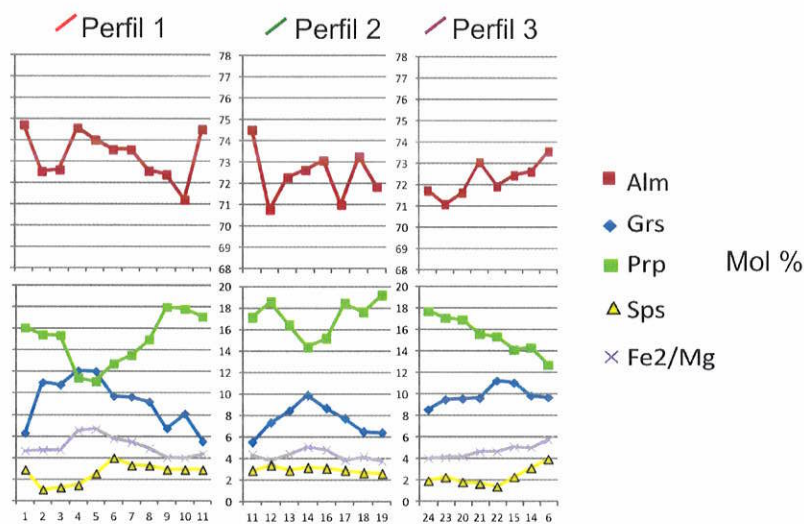 Perfil 1 Perfil 2 Perfil 3
78 78
77 77
76 76
75 75
74 74
73 73
72 72
71 71
70 70
69 69
68 68
20 20
18 18
16 16
14 14
12 12
10 10
8 8
6 6
4 4
2 2
0 0
1 2 3 4 5 6 7 8 9 10 11
11 12 13 14 16 17 18 19
24 23 20 21 22 15 14 6
Alm
Grs
Prp
Sps
Fe2/Mg
Mol %